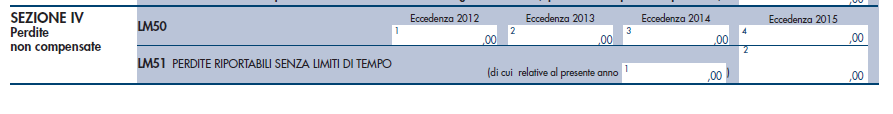 ,00
SEZIONE IV
Perdite
non compensate
LM50
Eccedenza 2012
1 ,00
Eccedenza 2013
2 ,00
Eccedenza 2014
3 ,00
Eccedenza 2015
4 ,00
LM51 PERDITE RIPORTABILI SENZA LIMITI DI TEMPO
(di cui relative al presente anno 1 ,00 )
2 ,00